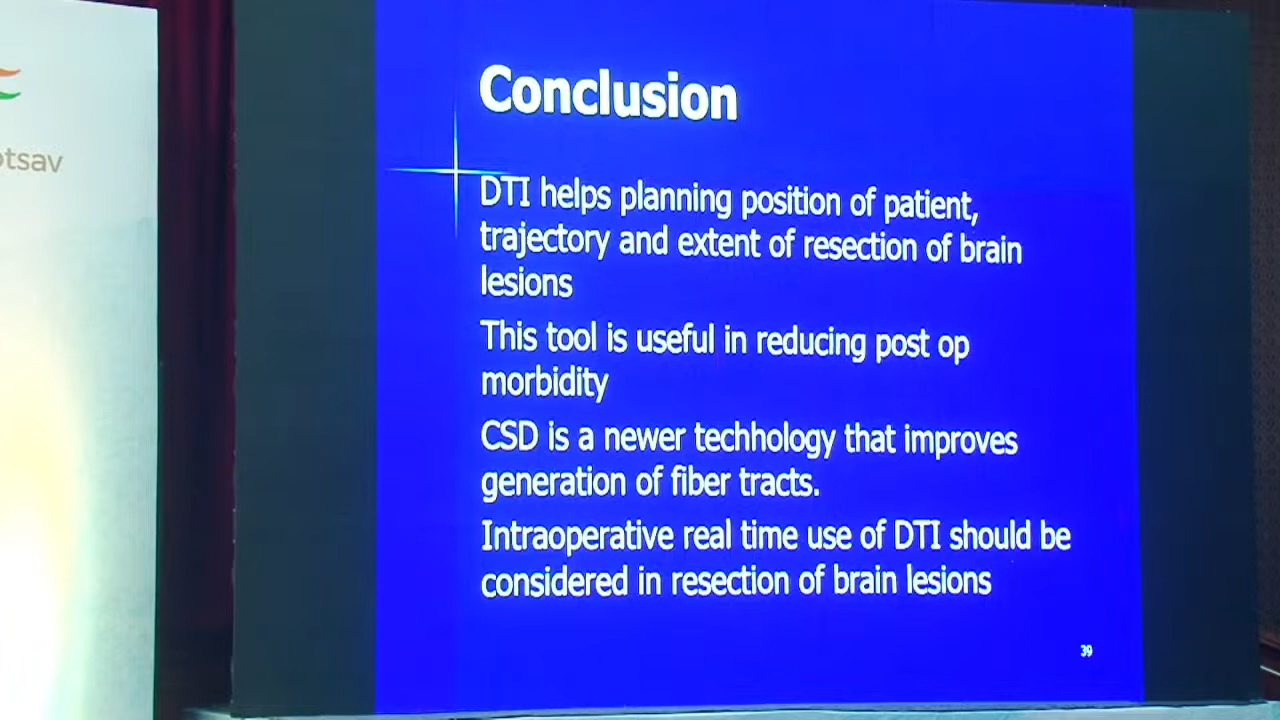 otsav
Conclusion
DTI helps planning position of patient,
trajectory and extent of resection of brain
lesions
This tool is useful in reducing post op
morbidity
CSD is a newer techhology that improves
generation of fiber tracts.
Intraoperative real time use of DTI should be
considered in resection of brain lesions
39